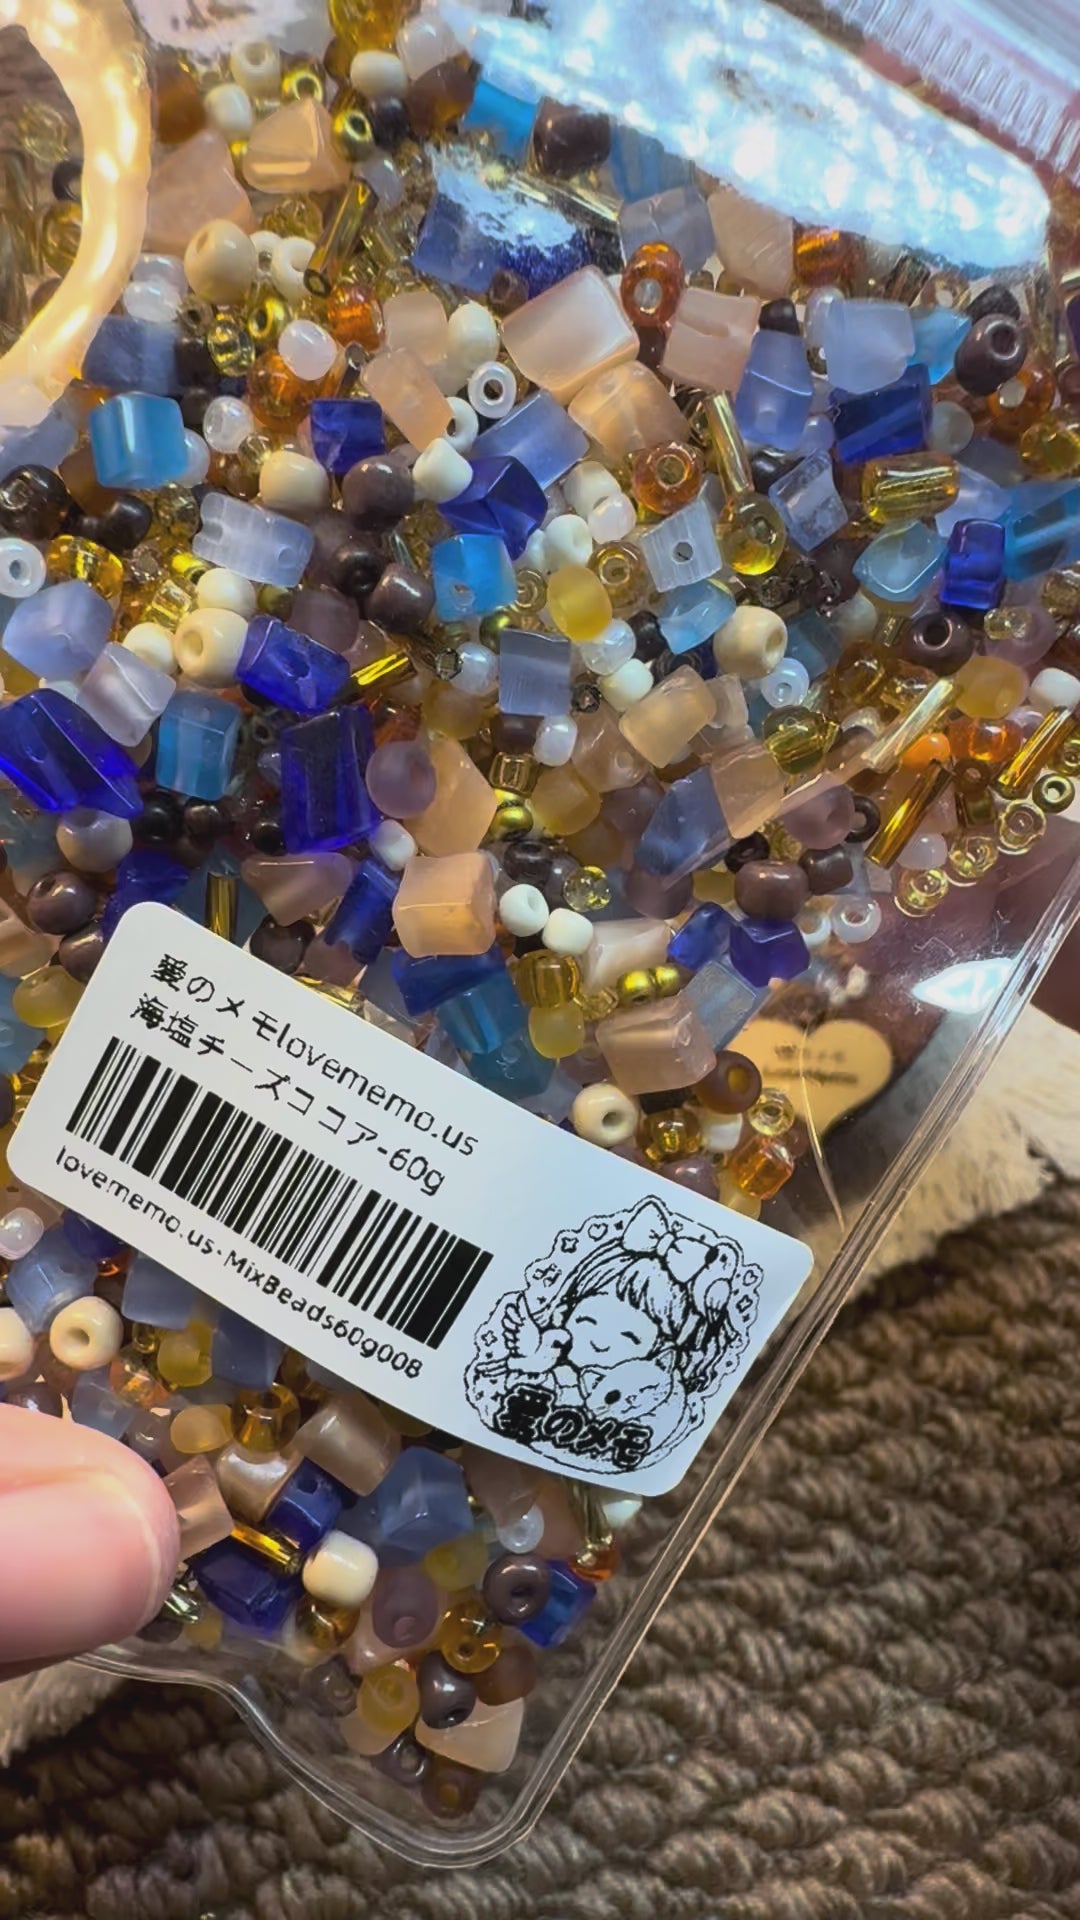 愛のメモlovememo.us
海塩チーズココア-60g
lovememo.us-MixBeads60g008
愛のメモ